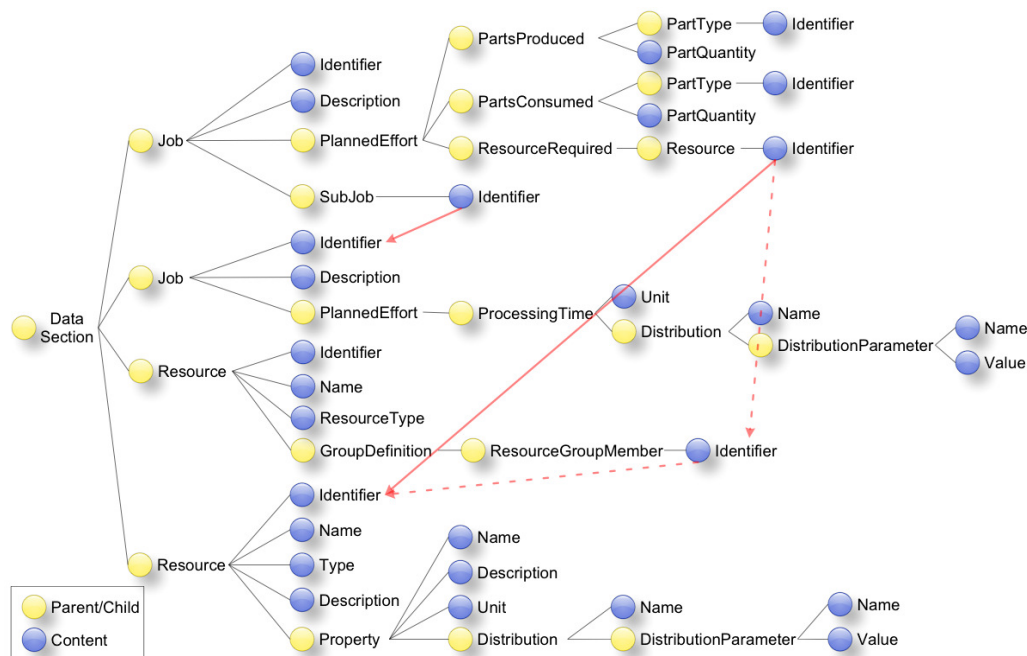 PartType
Identifier
PartsProduced
PartQuantity
Identifier
Description
PartType
Identifier
PartsConsumed
PartQuantity
Job
PlannedEffort
ResourceRequired
Resource
Identifier
SubJob
Identifier
Identifier
Job
Description
Unit
PlannedEffort
ProcessingTime
Name
Name
Data
Section
Distribution
DistributionParameter
Identifier
Value
Resource
Name
ResourceType
GroupDefinition
ResourceGroupMember
Identifier
Identifier
Name
Name
Resource
Type
Description
Description
Unit
Name
Name
Parent/Child
Content
Property
Distribution
DistributionParameter
Value